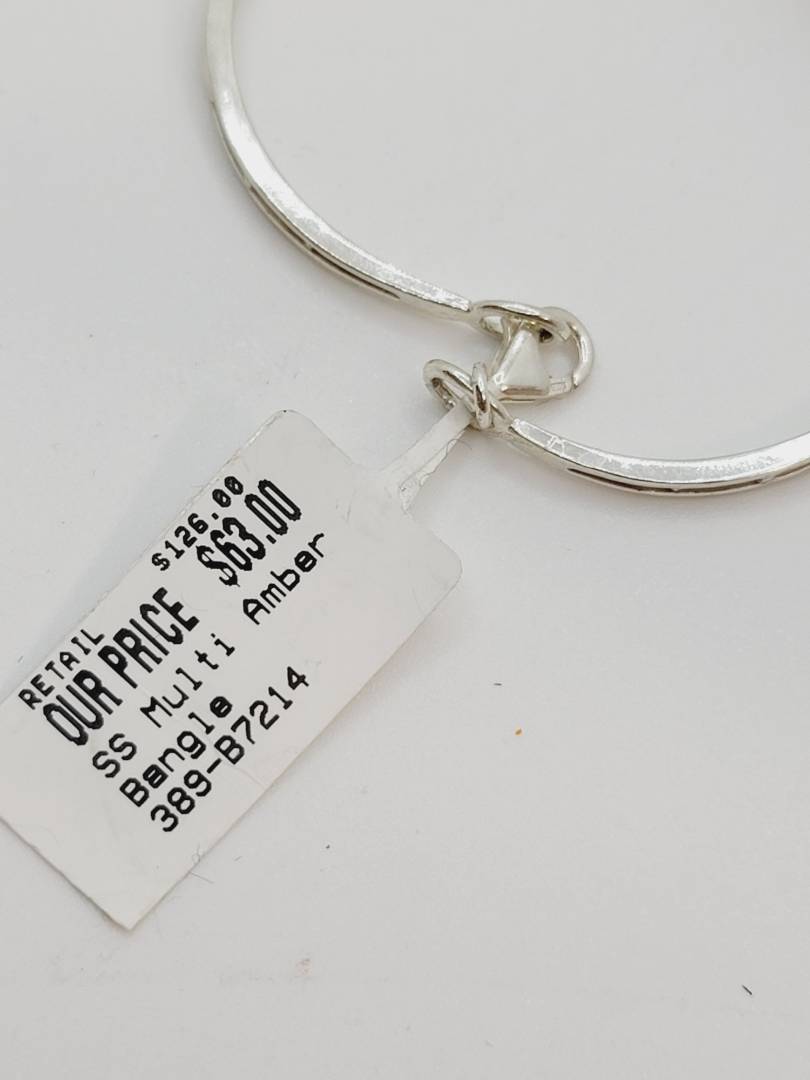 RETAIL $126.00
OUR PRICE $63.00
SS Multi Amber
Bangle
389-B7214